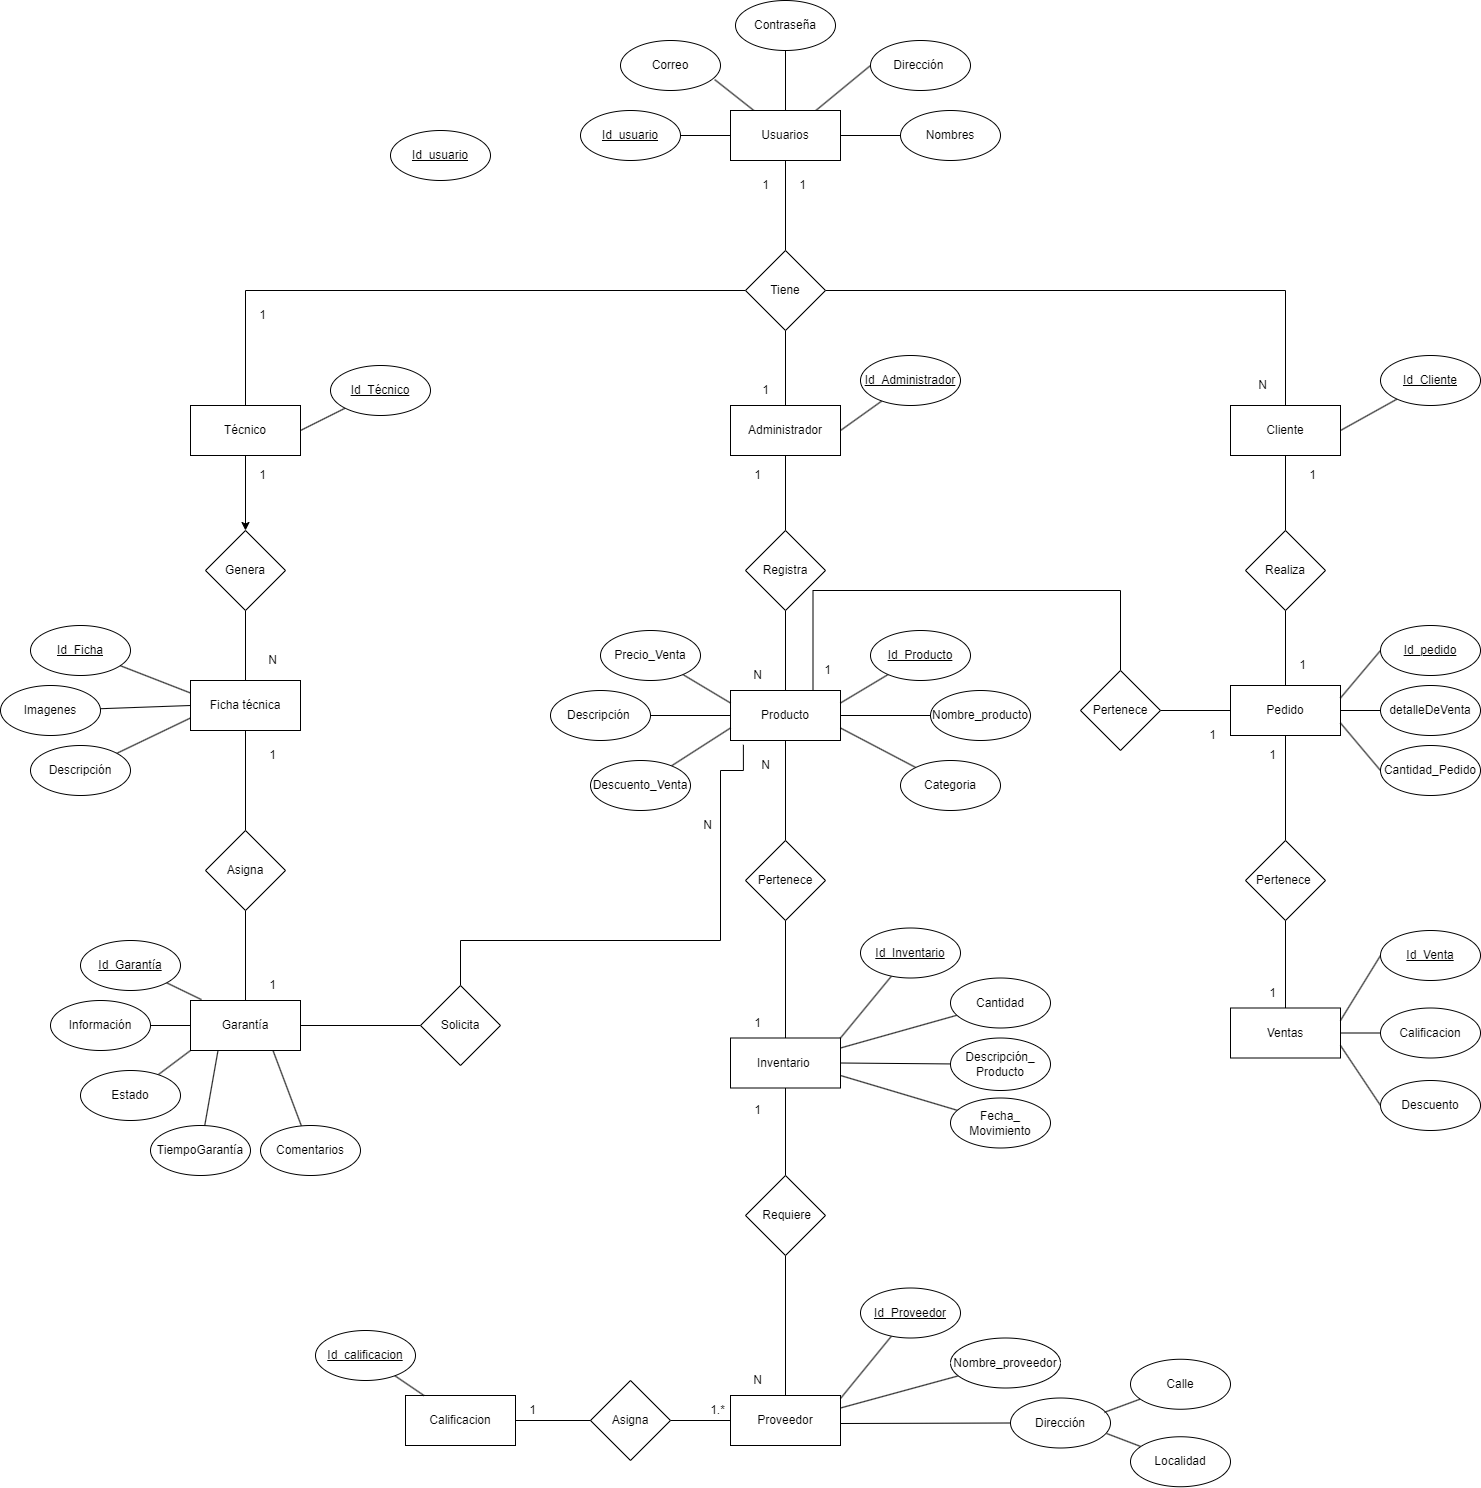 Contraseña
Correo
Dirección
Id_usuario
Usuarios
Nombres
Id_usuario
1
1
Tiene
1
Id_Técnico
1
Id_Administrador
N
Id_Cliente
Técnico
Administrador
Cliente
1
1
1
Genera
Registra
Realiza
Id_Ficha
N
Precio_Venta
N
1
Id_Producto
1
Id_pedido
Imagenes
Ficha técnica
Descripción
Producto
Nombre_producto
Pertenece
1
Pedido
detalleDeVenta
Descripción
1
Descuento_Venta
N
Categoria
1
Cantidad_Pedido
N
Asigna
Pertenece
Pertenece
Id_Garantía
1
Id_Inventario
1
Id_Venta
Información
Garantía
Solicita
1
Cantidad
Ventas
Calificacion
Inventario
Descripción_
Producto
Estado
1
Fecha_
Movimiento
Descuento
TiempoGarantía
Comentarios
Requiere
Id_Proveedor
Id_calificacion
N
Nombre_proveedor
Calle
Calificacion
1
Asigna
1.*
Proveedor
Dirección
Localidad